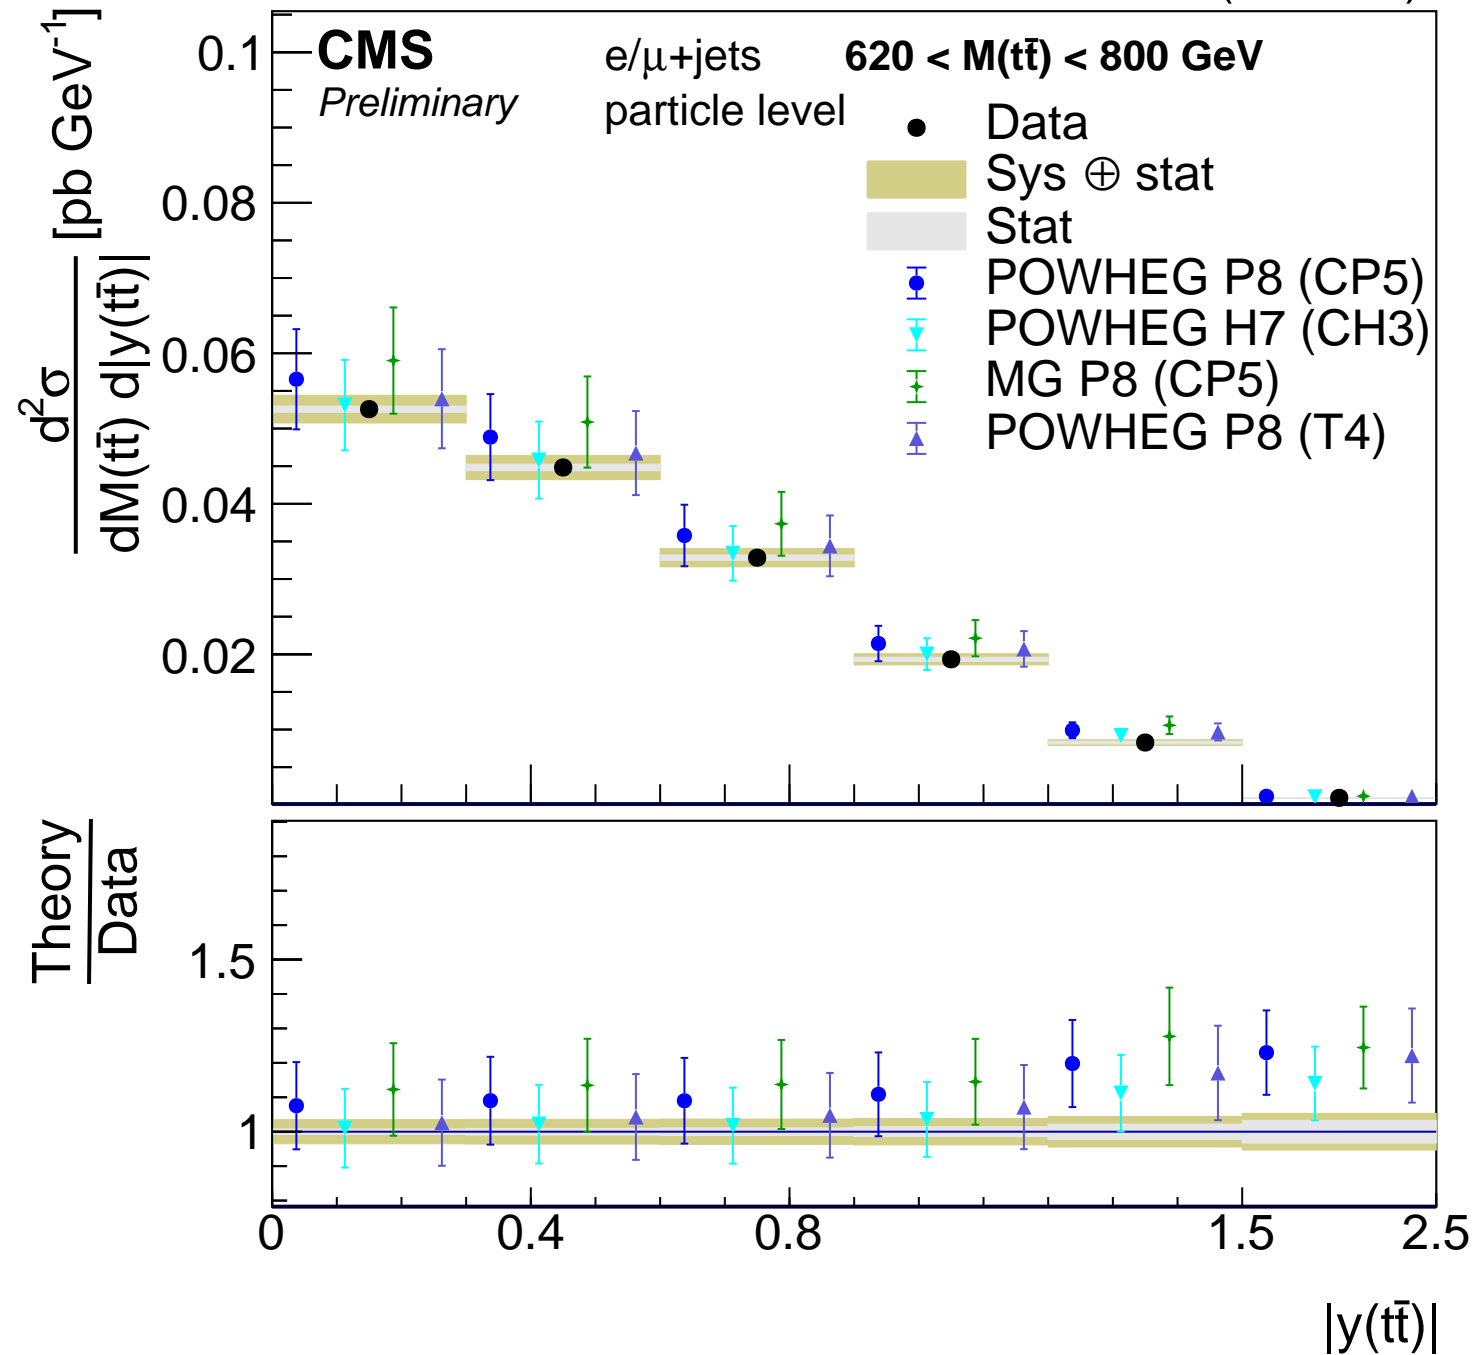 CMS
Preliminary
e/μ+jets
particle level
620 < M(tt̄) < 800 GeV
Data
Sys ⊕ stat
Stat
POWHEG P8 (CP5)
POWHEG H7 (CH3)
MG P8 (CP5)
POWHEG P8 (T4)
d²σ
dM(tt̄) d|y(tt̄)|
[pb GeV⁻¹]
0.1
0.08
0.06
0.04
0.02
Theory
Data
1.5
1
0
0.4
0.8
1.5
2.5
|y(tt̄)|